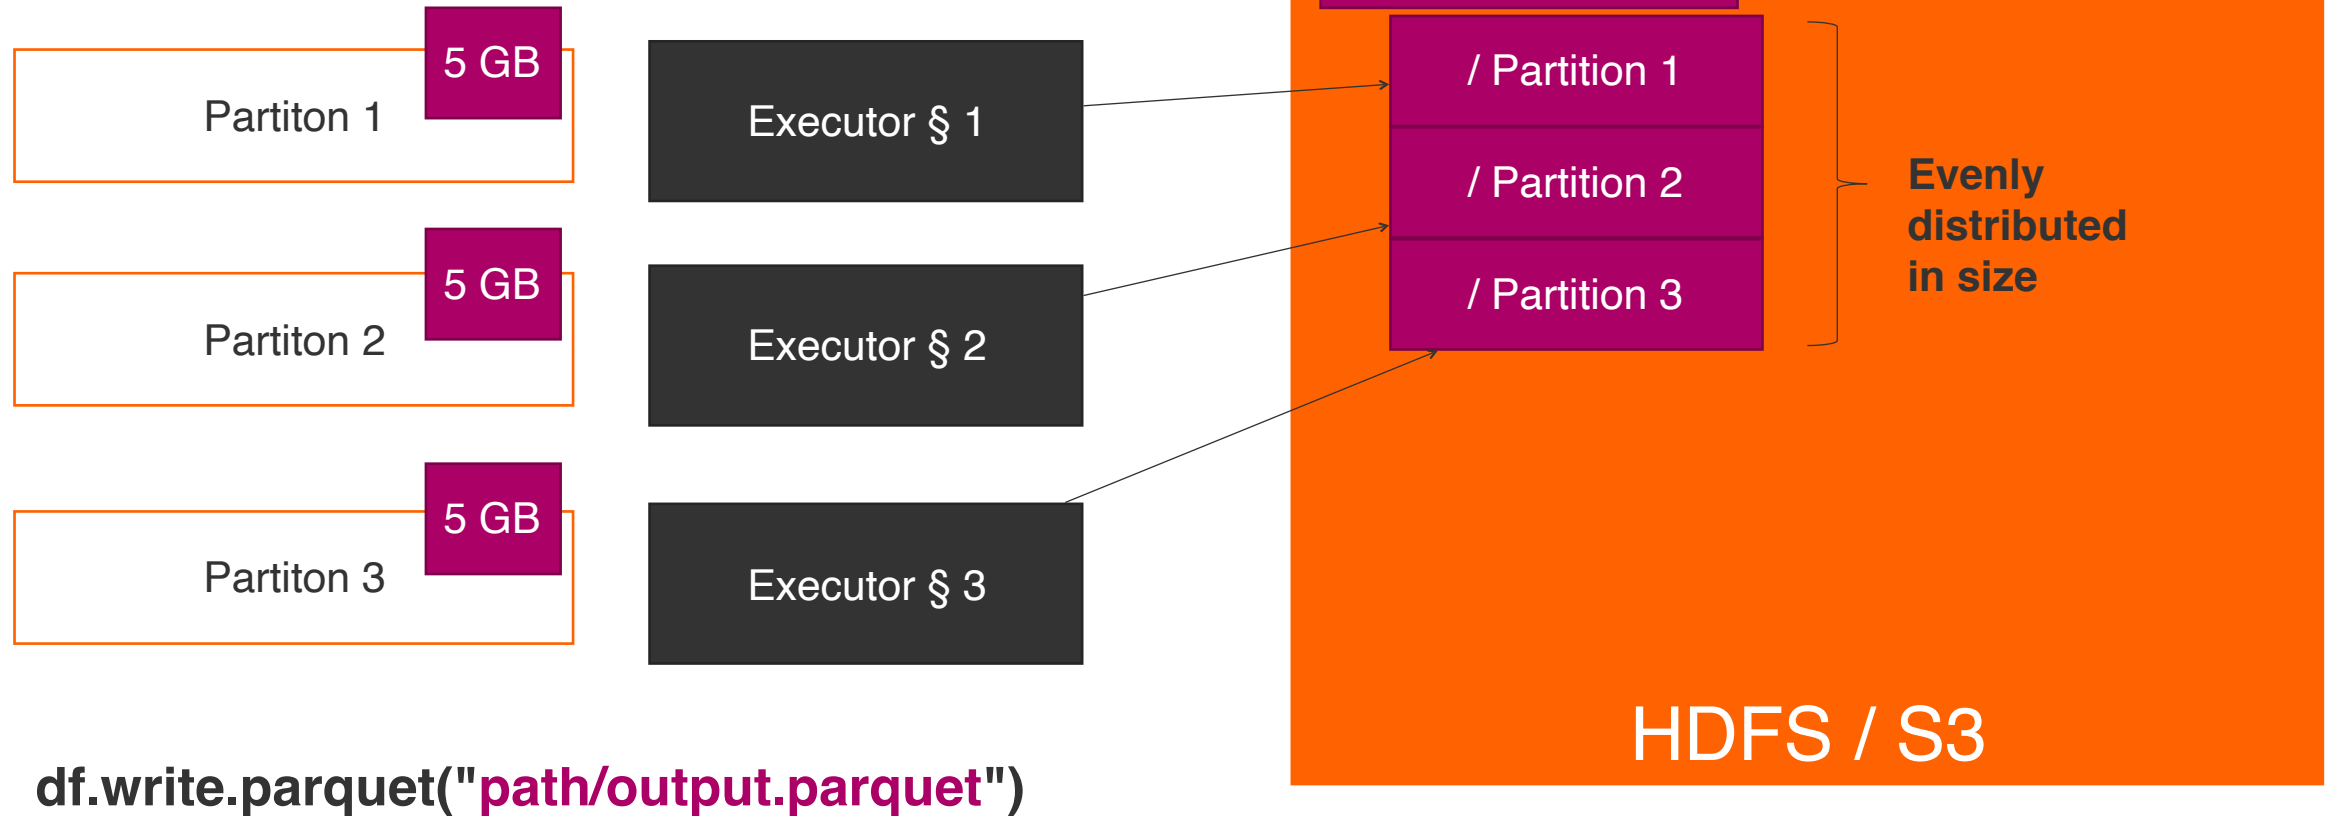 5 GB
Partiton 1
Executor § 1
/ Partition 1
5 GB
Partiton 2
Executor § 2
/ Partition 2
5 GB
Partiton 3
Executor § 3
/ Partition 3
Evenly
distributed
in size
HDFS / S3
df.write.parquet("path/output.parquet")